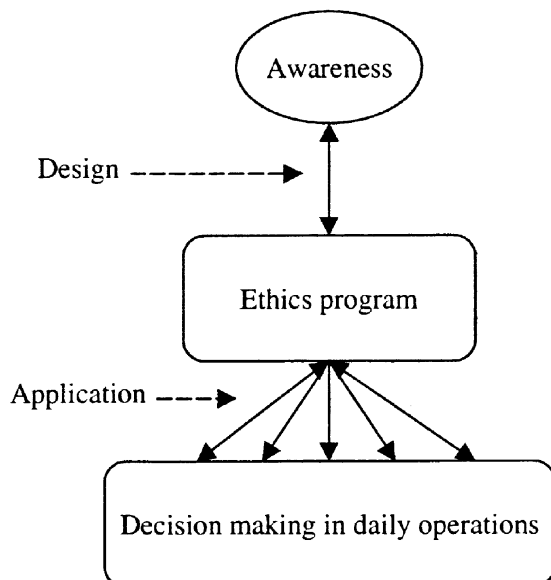 Awareness
Design
Ethics program
Application
Decision making in daily operations